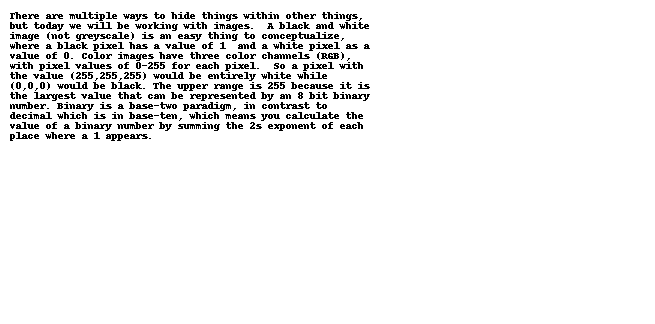 There are multiple ways to hide things within other things,
but today we will be working with images.  A black and white
image (not greyscale) is an easy thing to conceptualize,
where a black pixel has a value of 1  and a white pixel as a
value of 0. Color images have three color channels (RGB),
with pixel values of 0-255 for each pixel.  So a pixel with
the value (255,255,255) would be entirely white while
(0,0,0) would be black. The upper range is 255 because it is
the largest value that can be represented by an 8 bit binary
number. Binary is a base-two paradigm, in contrast to
decimal which is in base-ten, which means you calculate the
value of a binary number by summing the 2s exponent of each
place where a 1 appears.